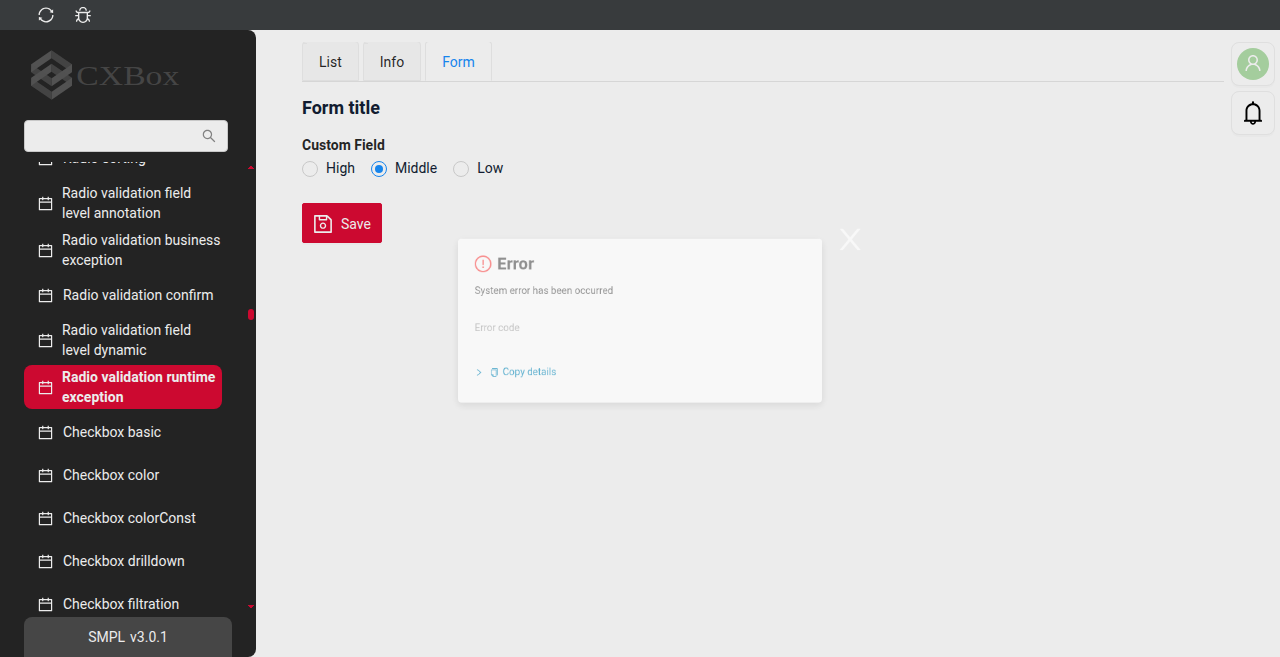 CXBox
Radio sorting
Radio validation field
level annotation
Radio validation business
exception
Radio validation confirm
Radio validation field
level dynamic
Radio validation runtime
exception
Checkbox basic
Checkbox color
Checkbox colorConst
Checkbox drilldown
Checkbox filtration
SMPL v3.0.1
List Info Form
Form title
Custom Field
High Middle Low
Save
Error
System error has been occurred
Error code
Copy details